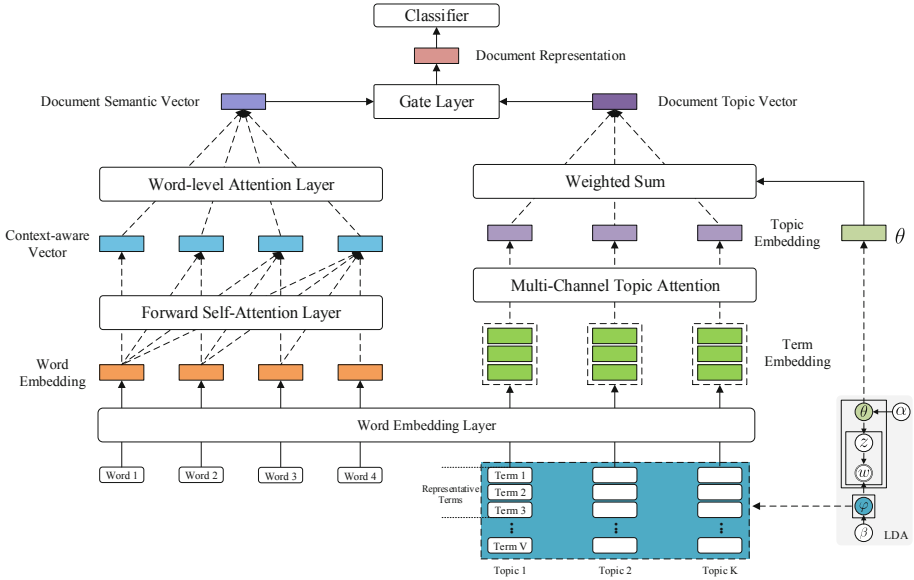 Classifier
Document Representation
Document Semantic Vector
Gate Layer
Document Topic Vector
Word-level Attention Layer
Weighted Sum
Context-aware
Vector
Topic
Embedding
θ
Forward Self-Attention Layer
Multi-Channel Topic Attention
Word
Embedding
Term
Embedding
Word Embedding Layer
θ
α
z
w
φ
β
LDA
Word 1
Word 2
Word 3
Word 4
Representative
Terms
Term 1
Term 2
Term 3
Term V
Topic 1
Topic 2
Topic K